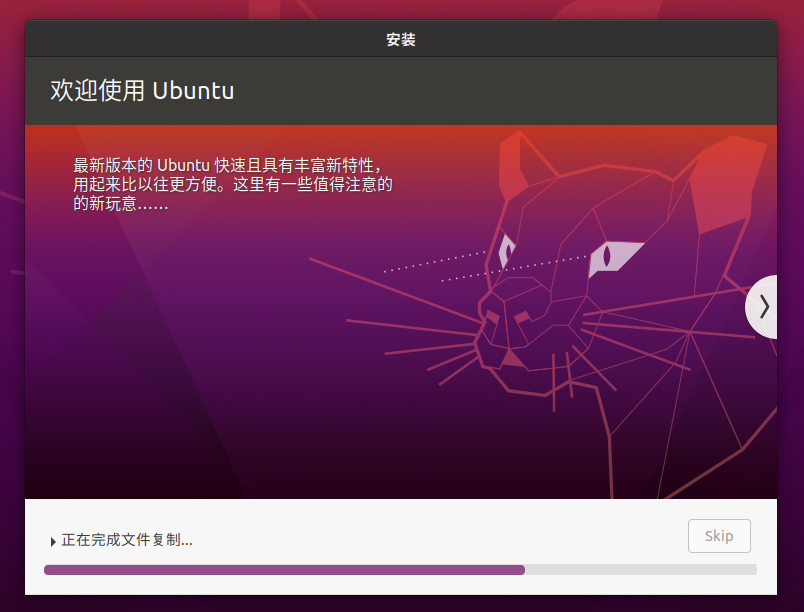 安装
欢迎使用 Ubuntu
最新版本的 Ubuntu 快速且具有丰富新特性，
用起来比以往更方便。这里有一些值得注意的
的新玩意……
正在完成文件复制...
Skip